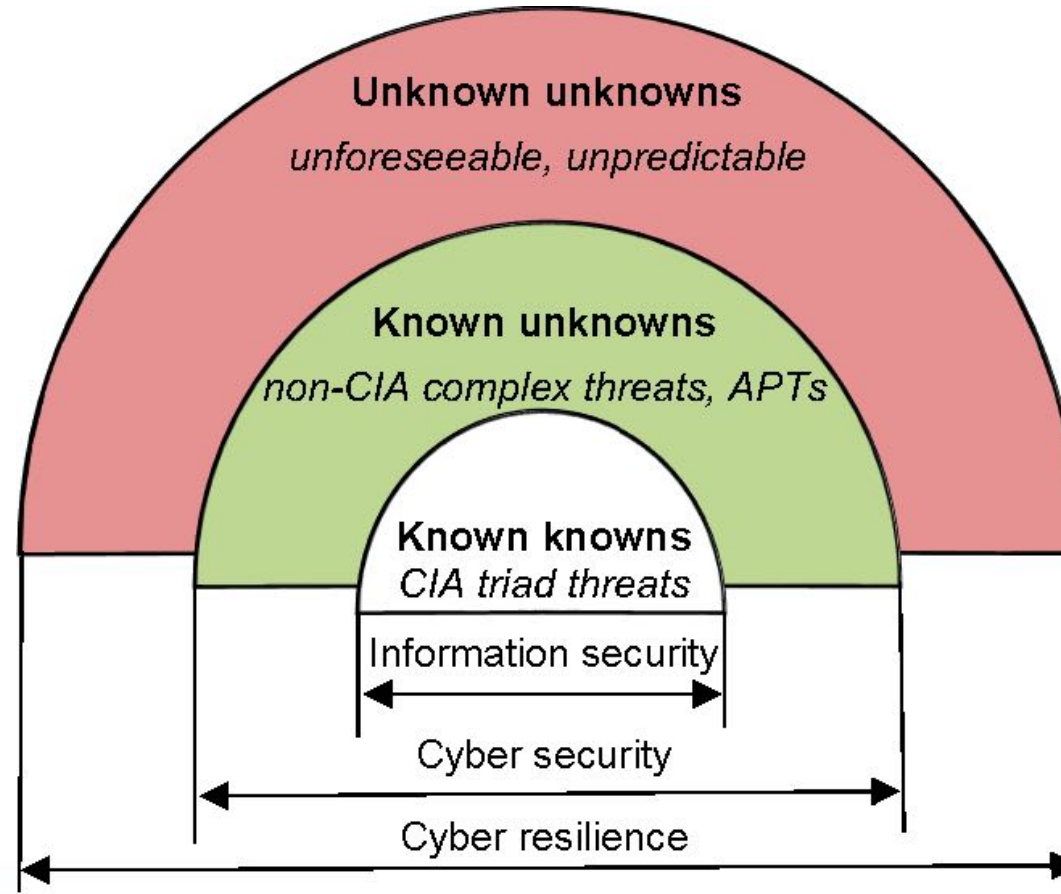 Unknown unknowns
unforeseeable, unpredictable
Known unknowns
non-CIA complex threats, APTs
Known knowns
CIA triad threats
Information security
Cyber security
Cyber resilience